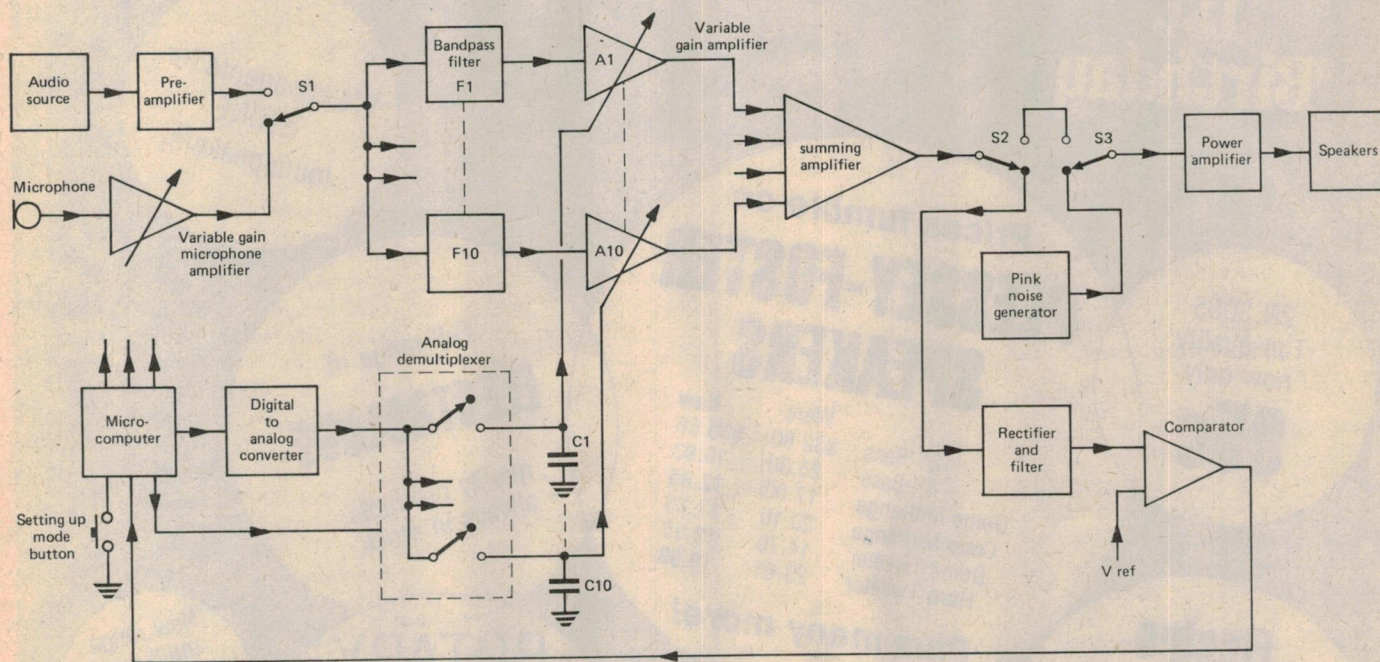 Audio
source
Pre-
amplifier
S1
Bandpass
filter
F1
A1
Variable
gain amplifier
summing
amplifier
S2
S3
Power
amplifier
Speakers
Microphone
Variable gain
microphone
amplifier
F10
A10
Pink
noise
generator
Analog
demultiplexer
Micro-
computer
Digital
to
analog
converter
C1
Rectifier
and
filter
Comparator
Setting up
mode
button
C10
V ref